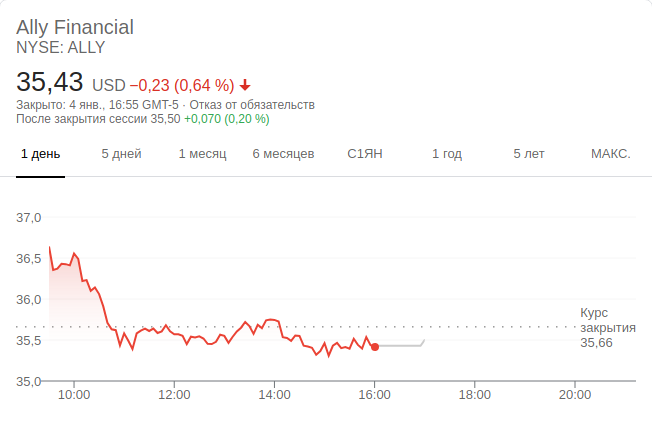 Ally Financial
NYSE: ALLY
35,43 USD −0,23 (0,64 %)
Закрыто: 4 янв., 16:55 GMT-5 · Отказ от обязательств
После закрытия сессии 35,50 +0,070 (0,20 %)
1 день 5 дней 1 месяц 6 месяцев С1ЯН 1 год 5 лет МАКС.
37,0
36,5
36,0
Курс
закрытия
35,66
35,5
35,0
10:00 12:00 14:00 16:00 18:00 20:00